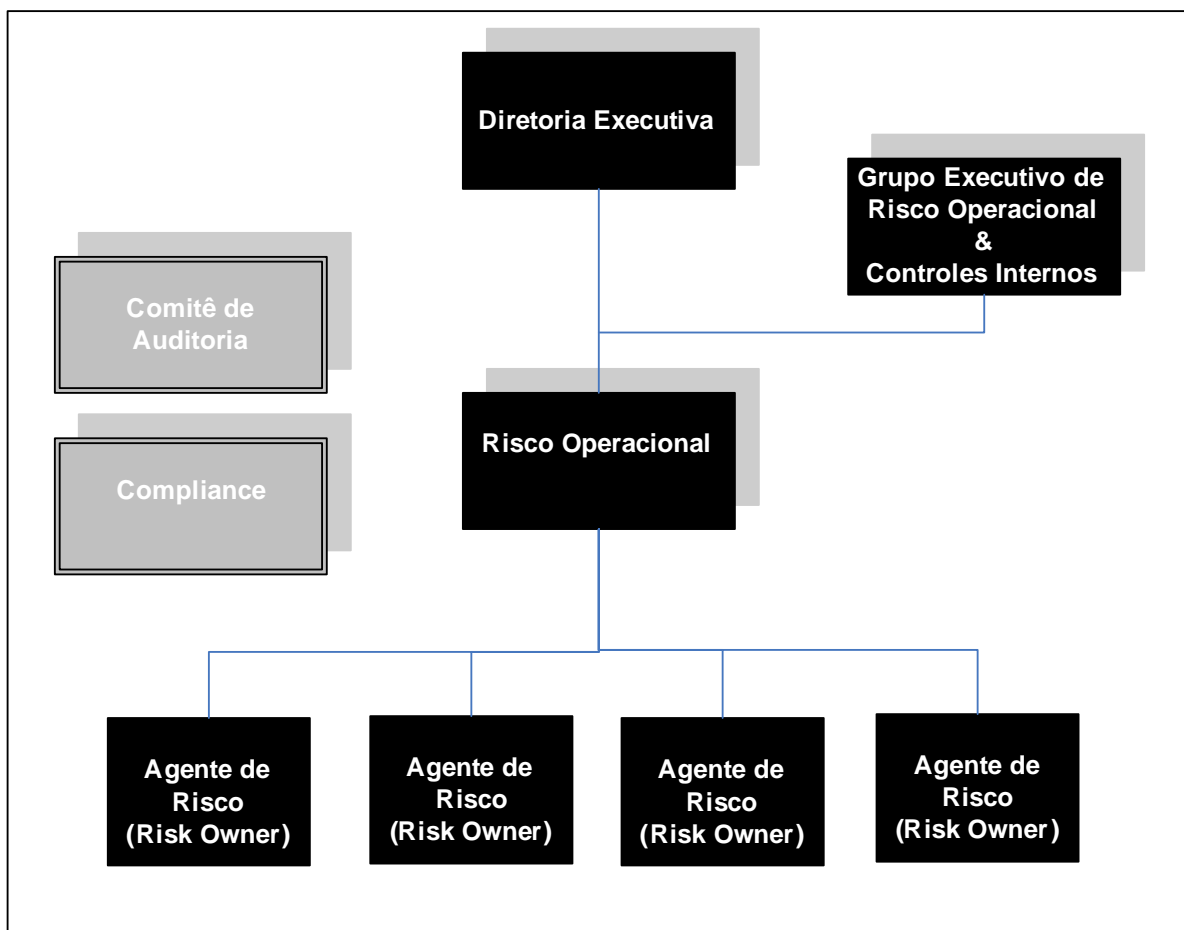 Diretoria Executiva
Grupo Executivo de
Risco Operacional
&
Controles Internos
Comitê de
Auditoria
Risco Operacional
Compliance
Agente de
Risco
(Risk Owner)
Agente de
Risco
(Risk Owner)
Agente de
Risco
(Risk Owner)
Agente de
Risco
(Risk Owner)